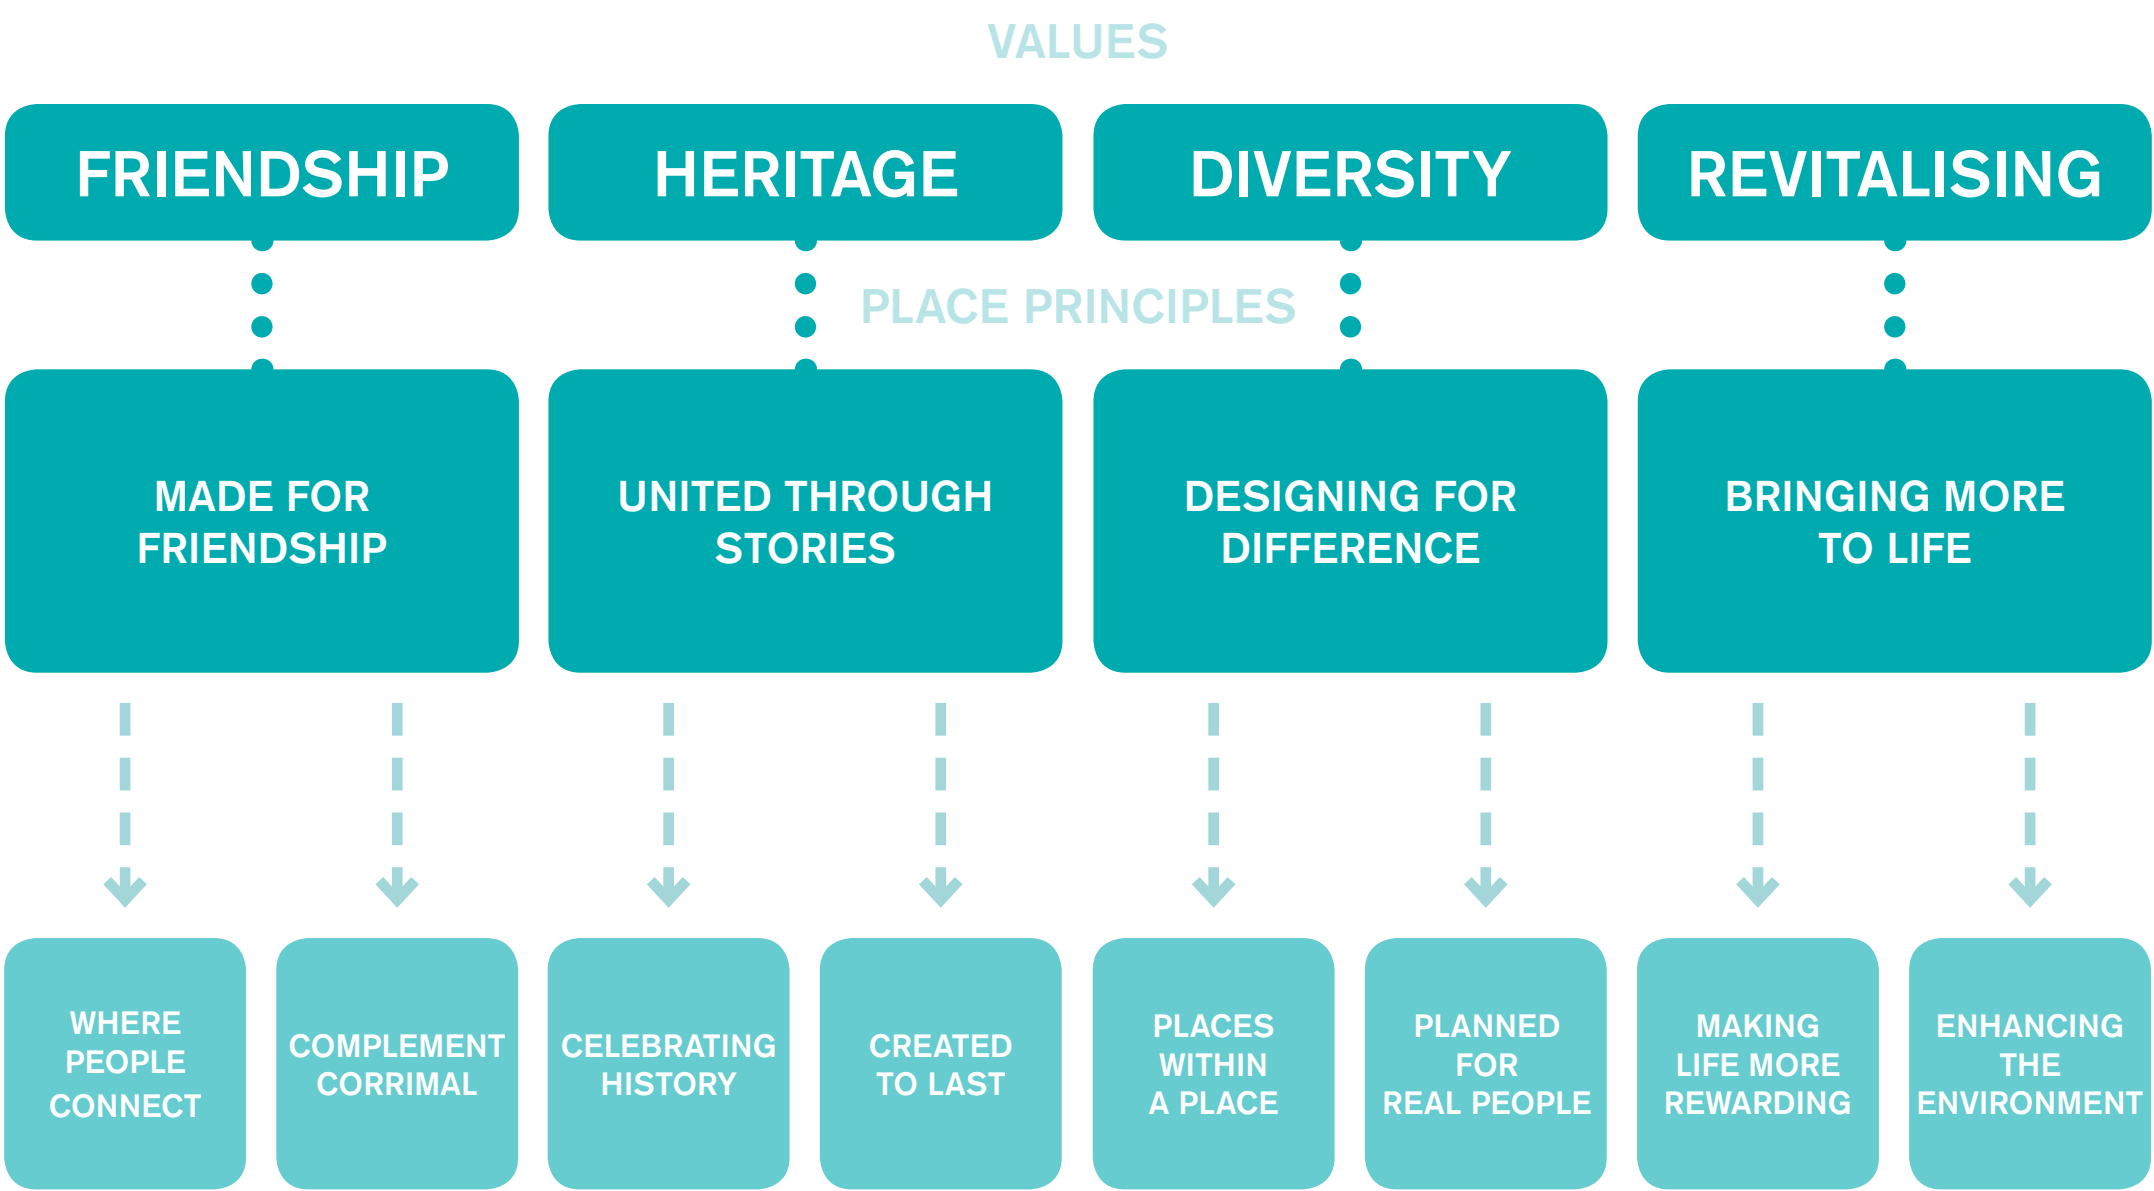 VALUES
FRIENDSHIP
HERITAGE
DIVERSITY
REVITALISING
PLACE PRINCIPLES
MADE FOR
FRIENDSHIP
UNITED THROUGH
STORIES
DESIGNING FOR
DIFFERENCE
BRINGING MORE
TO LIFE
WHERE
PEOPLE
CONNECT
COMPLEMENT
CORRIMAL
CELEBRATING
HISTORY
CREATED
TO LAST
PLACES
WITHIN
A PLACE
PLANNED
FOR
REAL PEOPLE
MAKING
LIFE MORE
REWARDING
ENHANCING
THE
ENVIRONMENT